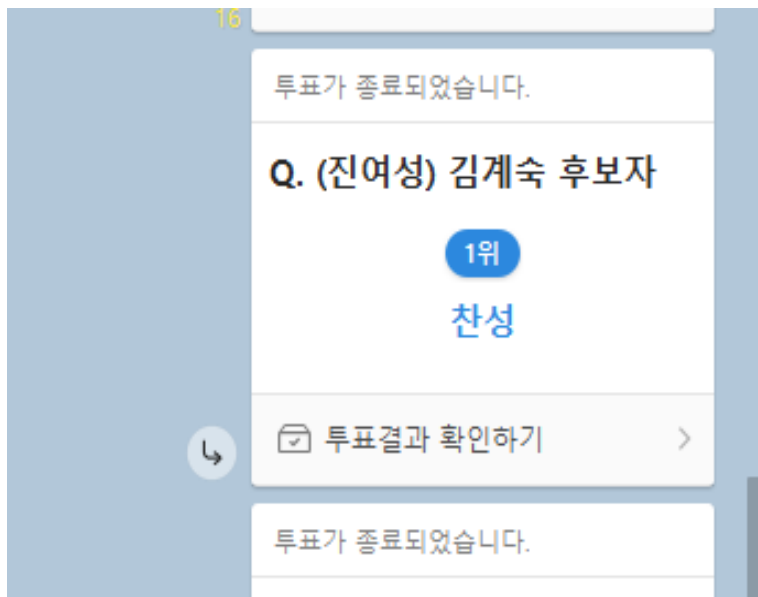 16
투표가 종료되었습니다.
Q. (진여성) 김계숙 후보자
1위
찬성
투표결과 확인하기
투표가 종료되었습니다.